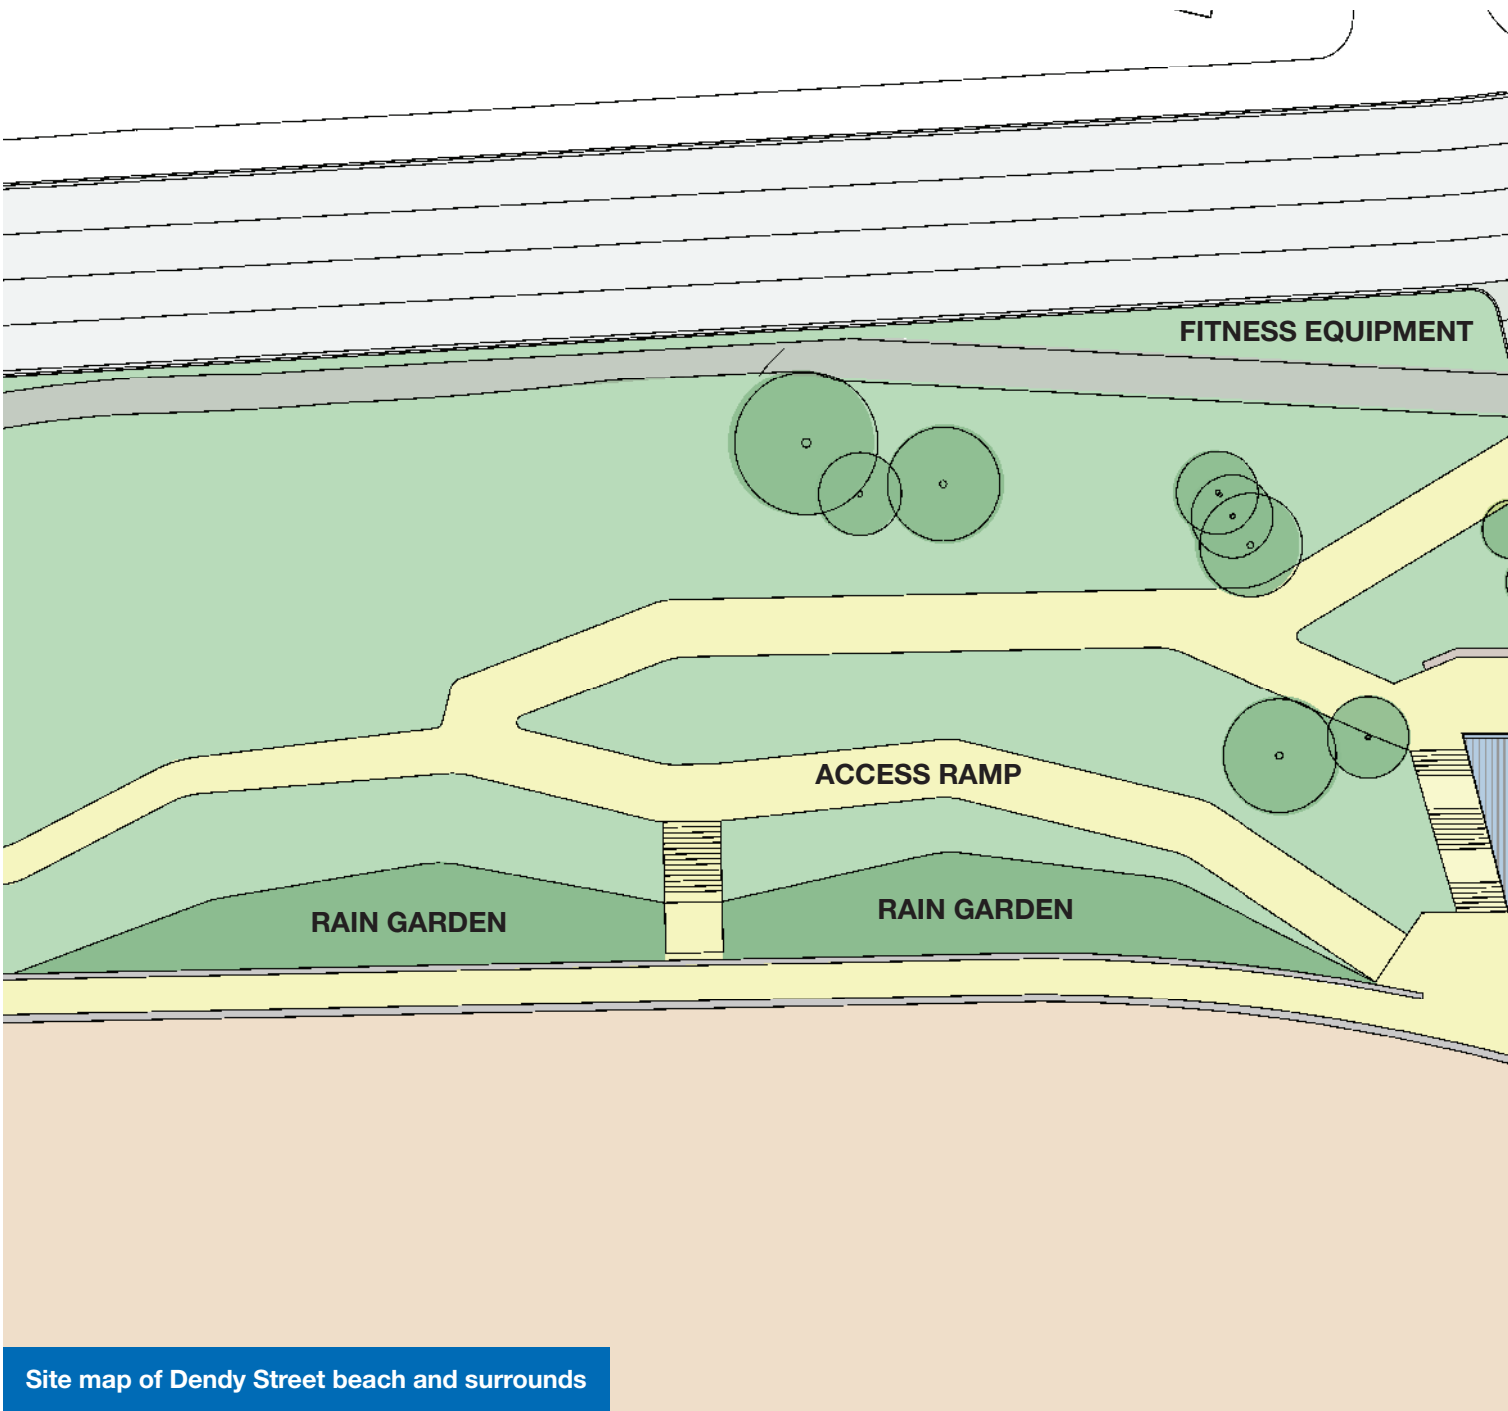 FITNESS EQUIPMENT
ACCESS RAMP
RAIN GARDEN
RAIN GARDEN
Site map of Dendy Street beach and surrounds